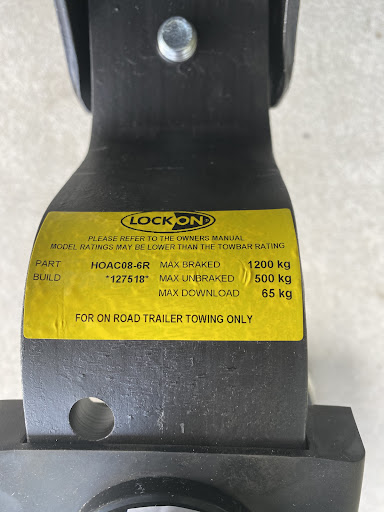 LOCKON
PLEASE REFER TO THE OWNERS MANUAL
MODEL RATINGS MAY BE LOWER THAN THE TOWBAR RATING
PART HOAC08-6R MAX BRAKED 1200 kg
BUILD *127518* MAX UNBRAKED 500 kg
MAX DOWNLOAD 65 kg
FOR ON ROAD TRAILER TOWING ONLY